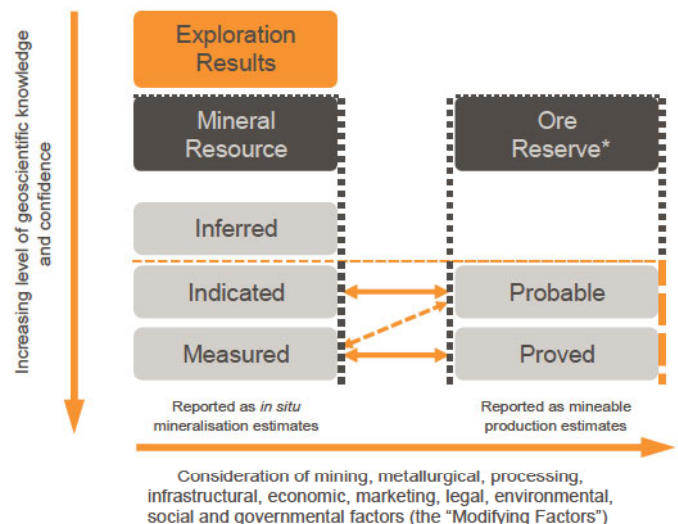 Exploration
Results
Mineral
Resource
Ore
Reserve*
Inferred
Indicated
Probable
Measured
Proved
Increasing level of geoscientific knowledge
and confidence
Reported as in situ
mineralisation estimates
Reported as mineable
production estimates
Consideration of mining, metallurgical, processing,
infrastructural, economic, marketing, legal, environmental,
social and governmental factors (the “Modifying Factors”)